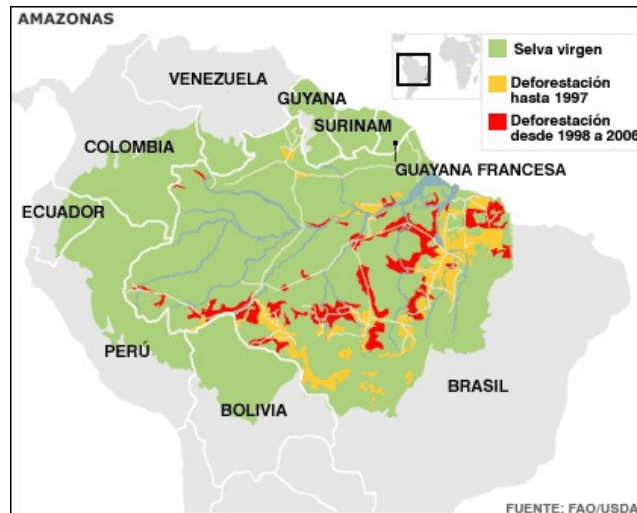 AMAZONAS
Selva virgen
Deforestación
hasta 1997
Deforestación
desde 1998 a 2006
VENEZUELA
GUYANA
SURINAM
COLOMBIA
GUAYANA FRANCESA
ECUADOR
PERÚ
BRASIL
BOLIVIA
FUENTE: FAO/USDA